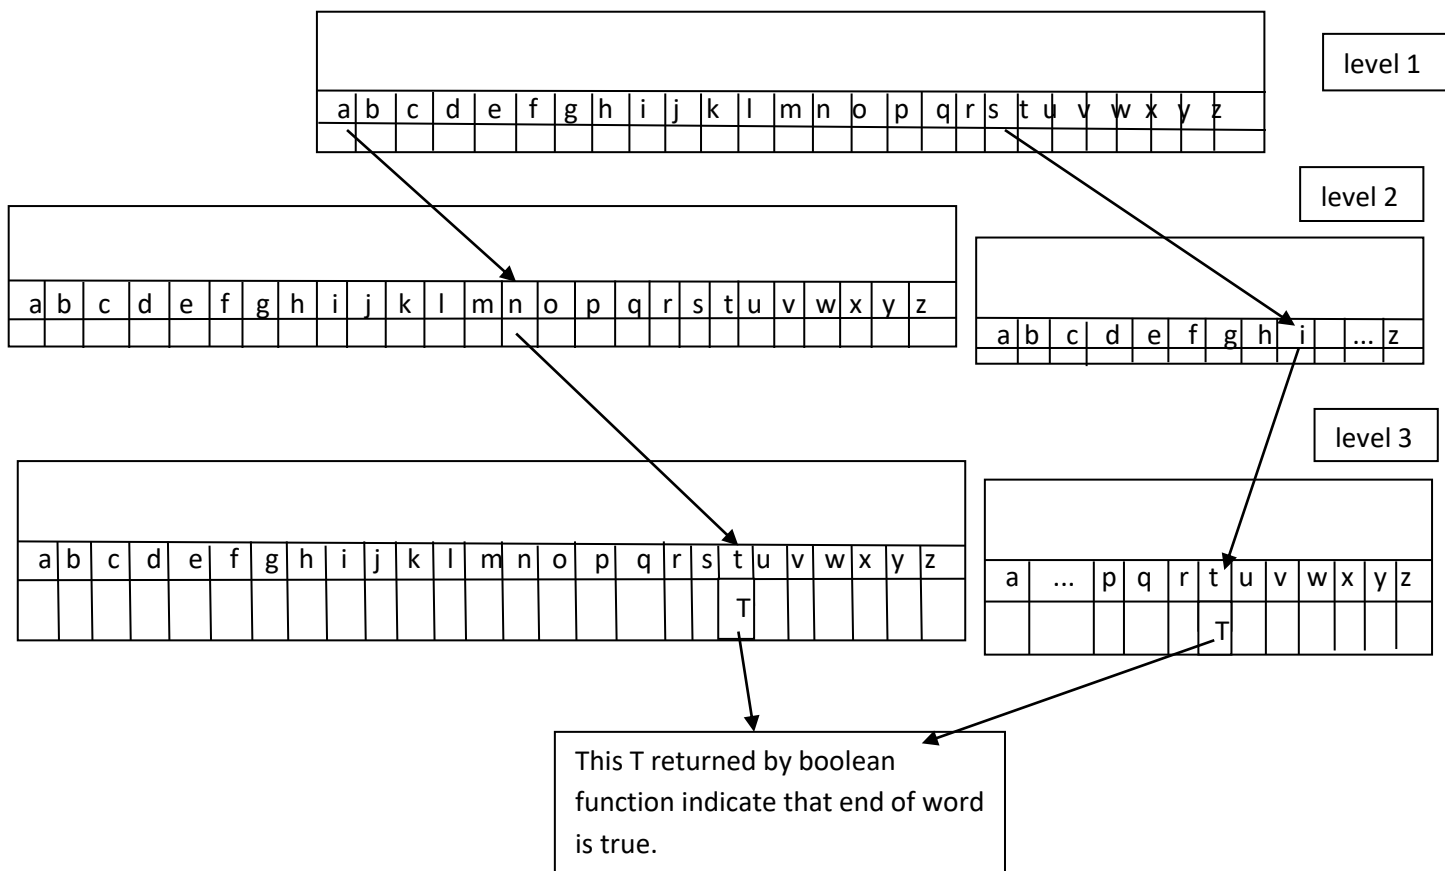 level 1
a b c d e f g h i j k l m n o p q r s t u v w x y z
level 2
a b c d e f g h i j k l m n o p q r s t u v w x y z
a b c d e f g h i ... z
level 3
a b c d e f g h i j k l m n o p q r s t u v w x y z
a ... p q r t u v w x y z
T
T
This T returned by boolean
function indicate that end of word
is true.